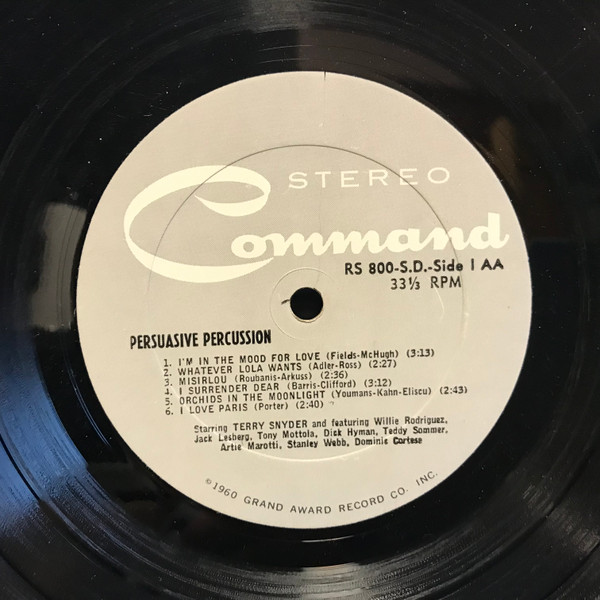 STEREO
Command
RS 800-S.D.-Side 1 AA
33⅓ RPM
PERSUASIVE PERCUSSION
1. I'M IN THE MOOD FOR LOVE (Fields-McHugh) (3:13)
2. WHATEVER LOLA WANTS (Adler-Ross) (2:27)
3. MISIRLOU (Roubanis-Arkuss) (2:36)
4. I SURRENDER DEAR (Barris-Clifford) (3:12)
5. ORCHIDS IN THE MOONLIGHT (Youmans-Kahn-Eliscu) (2:43)
6. I LOVE PARIS (Porter) (2:40)
Starring TERRY SNYDER and featuring Willie Rodriguez,
Jack Lesberg, Tony Mottola, Dick Hyman, Teddy Sommer,
Artie Marotti, Stanley Webb, Dominic Cortese
©1960 GRAND AWARD RECORD CO. INC.